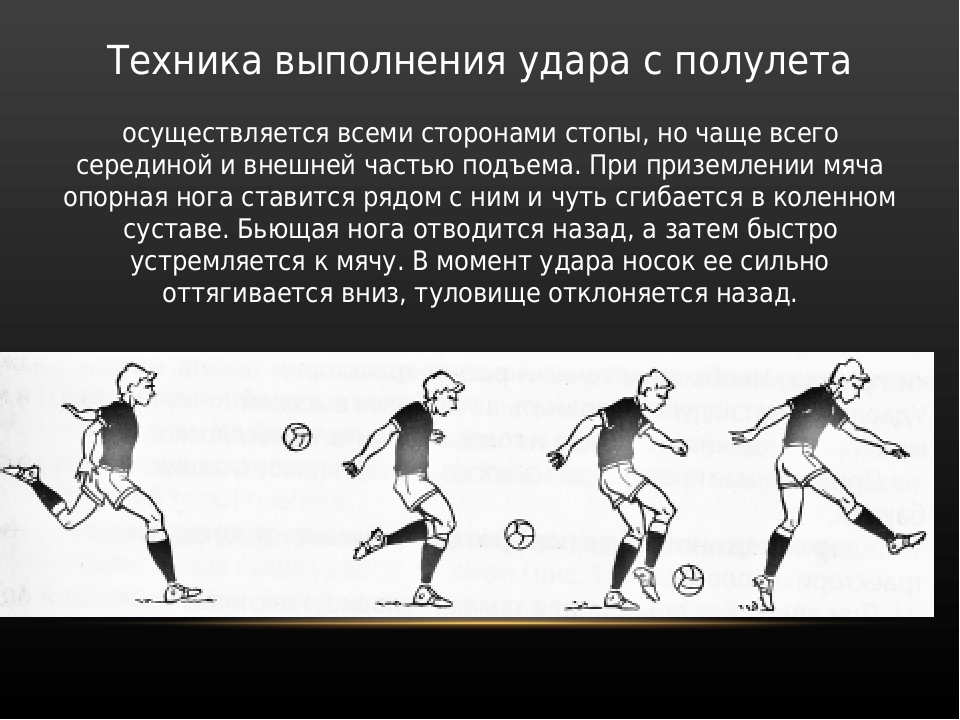 Техника выполнения удара с полулета
осуществляется всеми сторонами стопы, но чаще всего
серединой и внешней частью подъема. При приземлении мяча
опорная нога ставится рядом с ним и чуть сгибается в коленном
суставе. Бьющая нога отводится назад, а затем быстро
устремляется к мячу. В момент удара носок ее сильно
оттягивается вниз, туловище отклоняется назад.